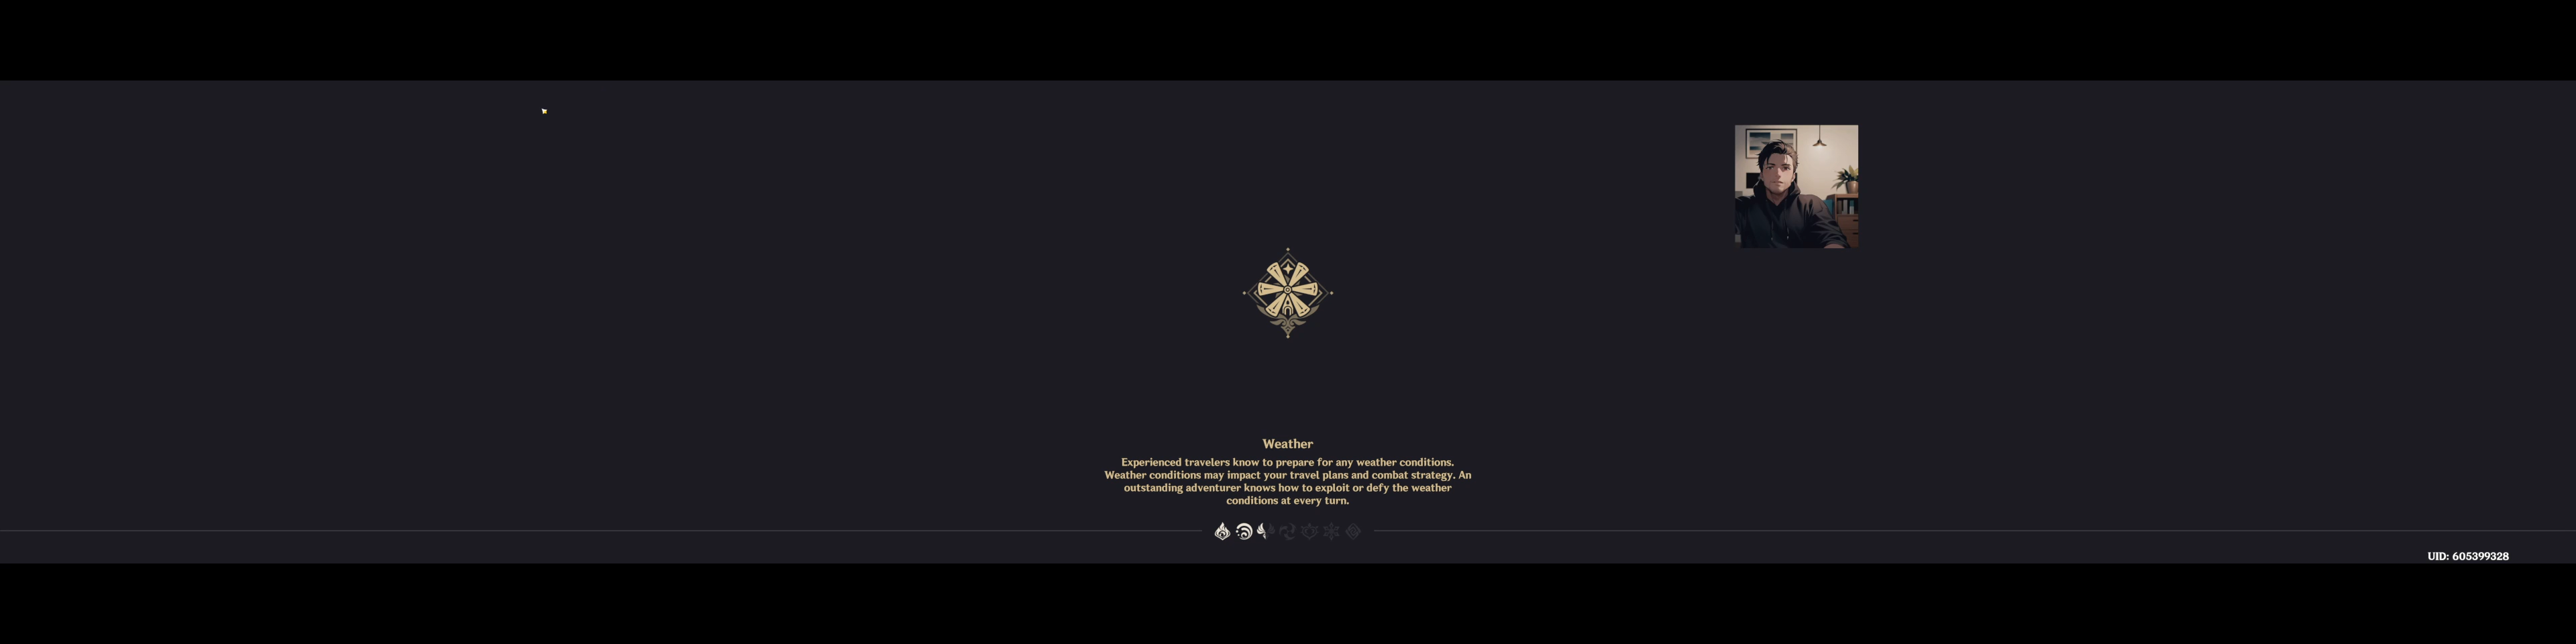 Weather
Experienced travelers know to prepare for any weather conditions.
Weather conditions may impact your travel plans and combat strategy. An
outstanding adventurer knows how to exploit or defy the weather
conditions at every turn.
UID: 605399328